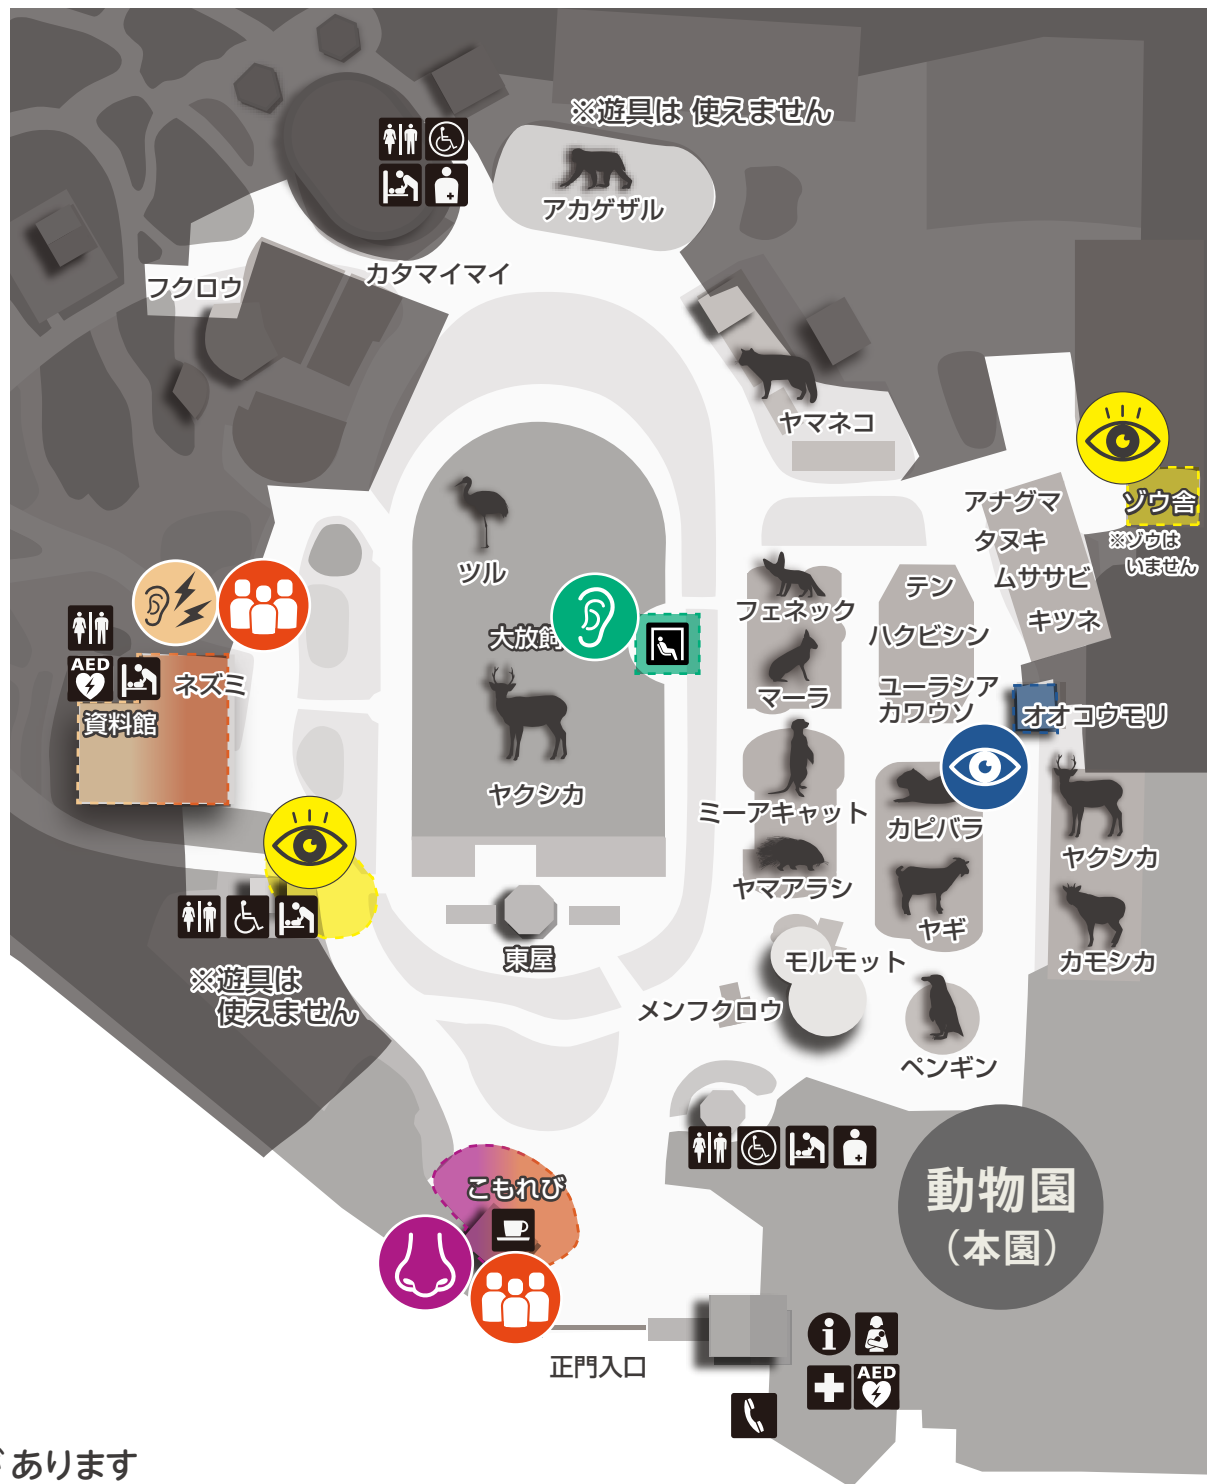 ※遊具は 使えません
アカゲザル
カタマイマイ
フクロウ
ヤマネコ
アナグマ
ゾウ舎
タヌキ
※ゾウは
いません
ムササビ
キツネ
ツル
フェネック
テン
ハクビシン
大放飼
マーラ
ユーラシア
カワウソ
オオコウモリ
AED
ネズミ
資料館
ヤクシカ
ミーアキャット
カピバラ
ヤクシカ
ヤマアラシ
ヤギ
カモシカ
東屋
モルモット
※遊具は
使えません
メンフクロウ
ペンギン
こもれび
動物園
（本園）
正門入口
i
AED
あります